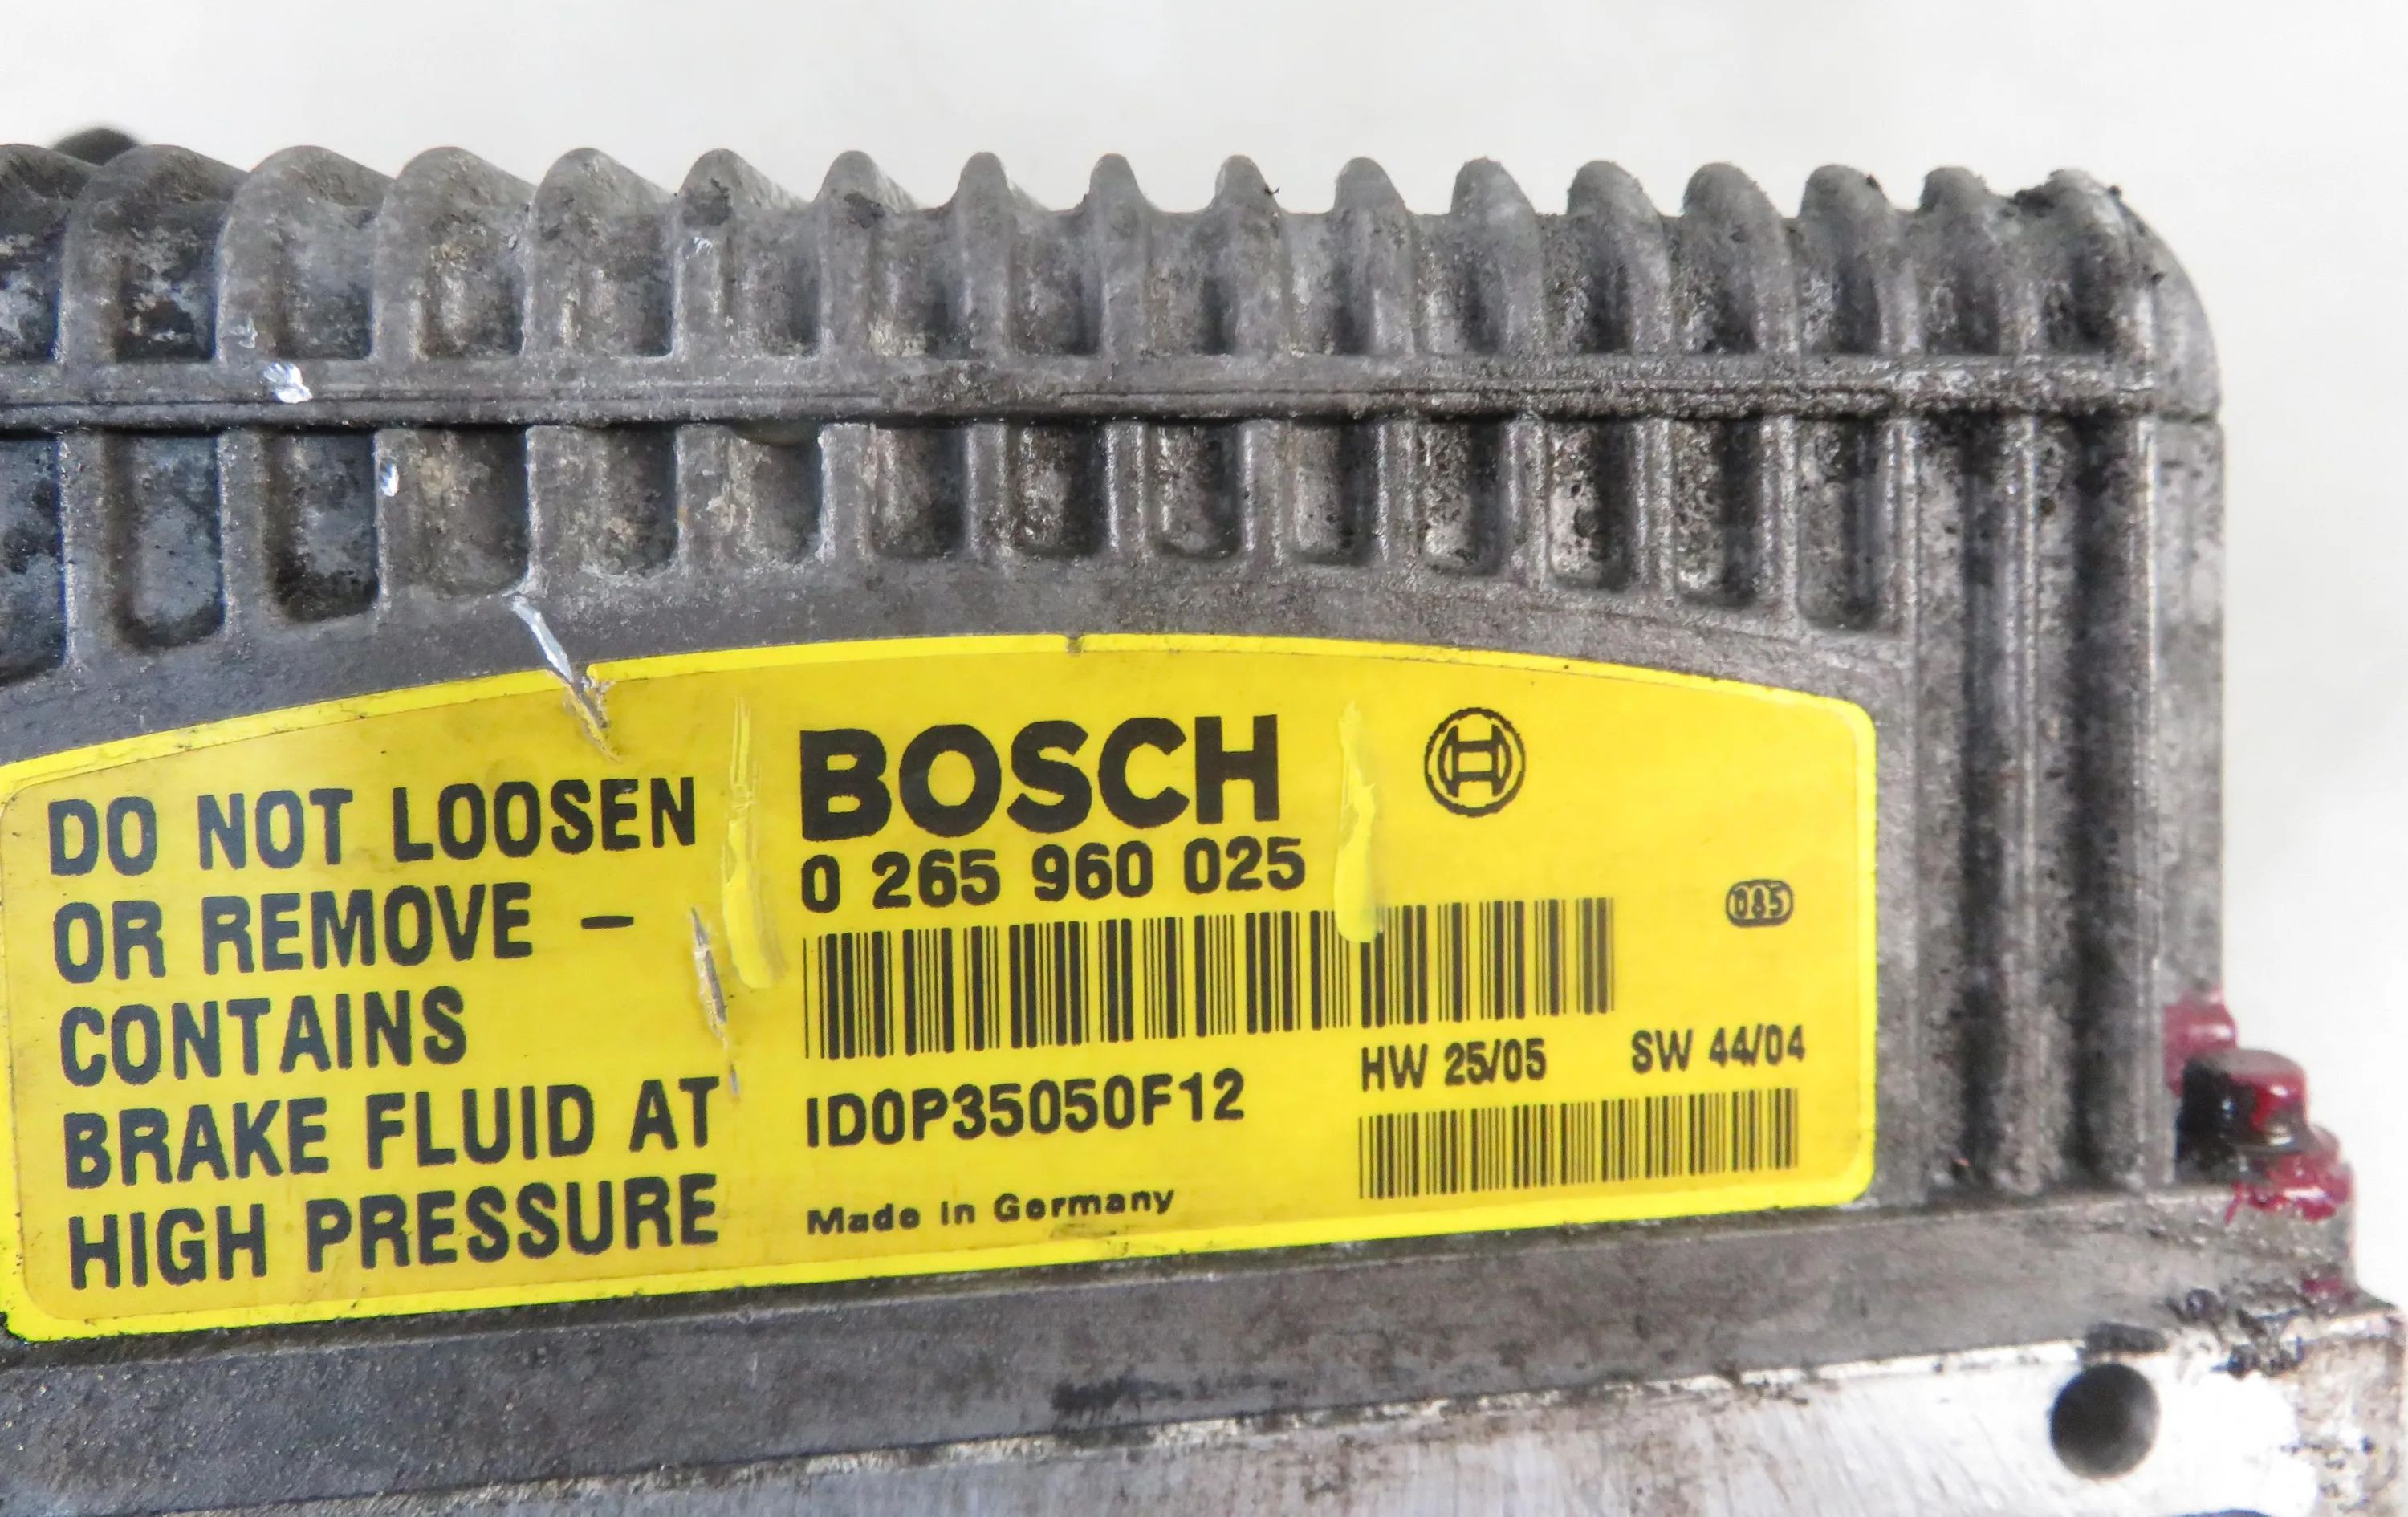 DO NOT LOOSEN
OR REMOVE –
CONTAINS
BRAKE FLUID AT
HIGH PRESSURE
BOSCH
0 265 960 025
085
ID0P35050F12
HW 25/05 SW 44/04
Made in Germany